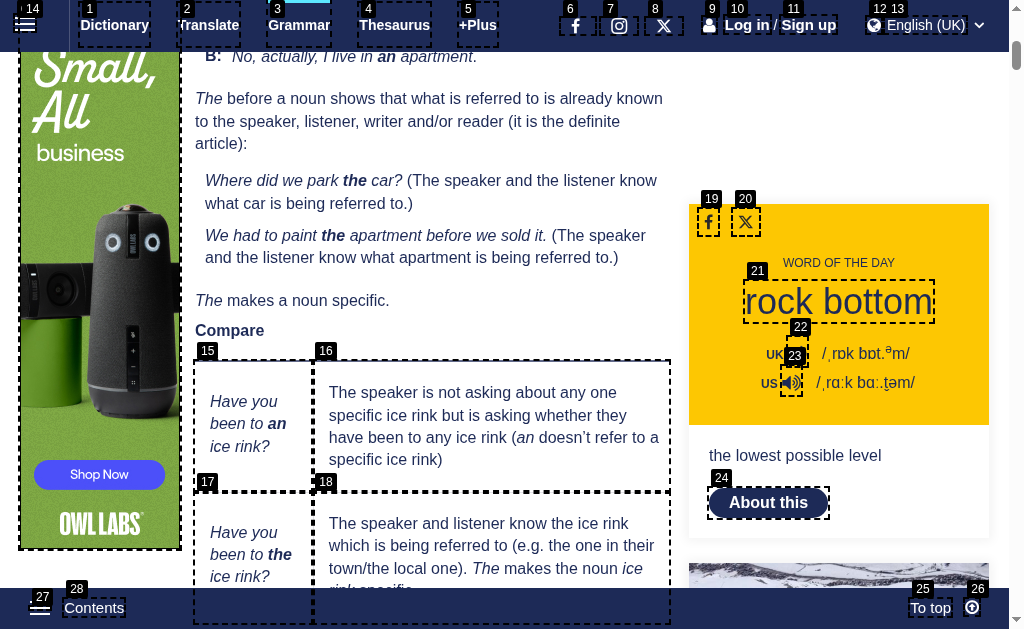 14 1 2 3 4 5 6 7 8 9 10 11 12 13
Dictionary Translate Grammar Thesaurus +Plus Log in / Sign up English (UK)
Small,
All
business
Shop Now
OWL LABS
B: No, actually, I live in an apartment.
The before a noun shows that what is referred to is already known
to the speaker, listener, writer and/or reader (it is the definite
article):
Where did we park the car? (The speaker and the listener know
what car is being referred to.)
We had to paint the apartment before we sold it. (The speaker
and the listener know what apartment is being referred to.)
The makes a noun specific.
Compare
15 16
Have you
been to an
ice rink?
The speaker is not asking about any one
specific ice rink but is asking whether they
have been to any ice rink (an doesn’t refer to a
specific ice rink)
17 18
Have you
been to the
ice rink?
The speaker and listener know the ice rink
which is being referred to (e.g. the one in their
town/the local one). The makes the noun ice
rink specific.
19 20
WORD OF THE DAY
21
rock bottom
22
UK /ˌrɒk bɒt.ᵊm/
23
US /ˌrɑːk bɑː.t̬əm/
the lowest possible level
24
About this
27 28 25 26
Contents To top